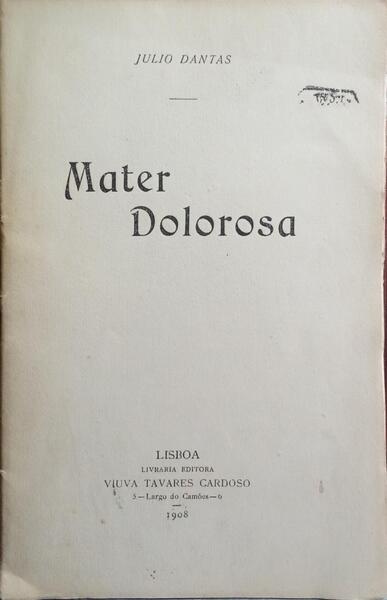 JULIO DANTAS
Mater
Dolorosa
LISBOA
LIVRARIA EDITORA
VIUVA TAVARES CARDOSO
5—Largo do Camões—6
1908